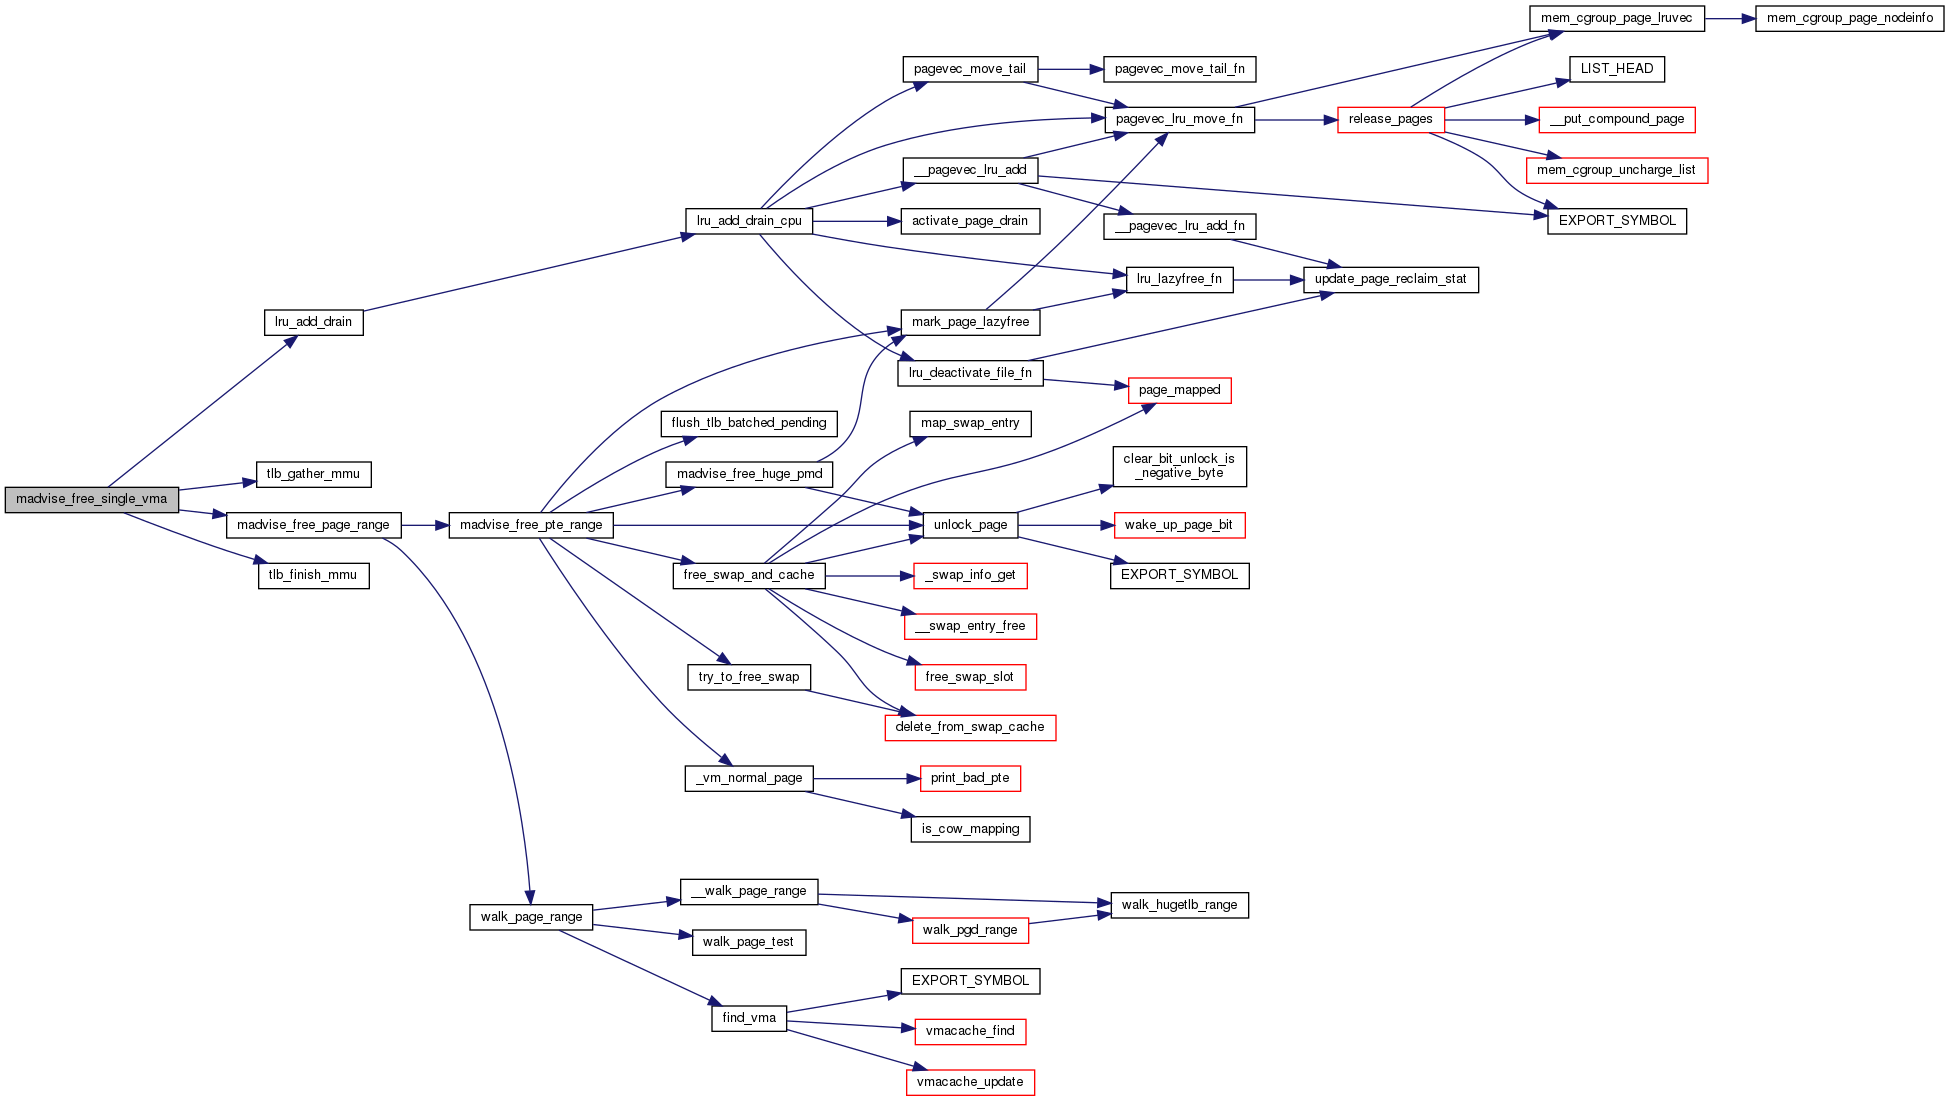 mem_cgroup_page_lruvec
mem_cgroup_page_nodeinfo
pagevec_move_tail
pagevec_move_tail_fn
LIST_HEAD
pagevec_lru_move_fn
release_pages
__put_compound_page
__pagevec_lru_add
mem_cgroup_uncharge_list
lru_add_drain_cpu
activate_page_drain
__pagevec_lru_add_fn
EXPORT_SYMBOL
lru_lazyfree_fn
update_page_reclaim_stat
lru_add_drain
mark_page_lazyfree
lru_deactivate_file_fn
page_mapped
flush_tlb_batched_pending
map_swap_entry
tlb_gather_mmu
madvise_free_huge_pmd
clear_bit_unlock_is
_negative_byte
madvise_free_single_vma
madvise_free_page_range
madvise_free_pte_range
unlock_page
wake_up_page_bit
tlb_finish_mmu
free_swap_and_cache
_swap_info_get
EXPORT_SYMBOL
__swap_entry_free
try_to_free_swap
free_swap_slot
delete_from_swap_cache
_vm_normal_page
print_bad_pte
is_cow_mapping
__walk_page_range
walk_hugetlb_range
walk_page_range
walk_pgd_range
walk_page_test
EXPORT_SYMBOL
find_vma
vmacache_find
vmacache_update